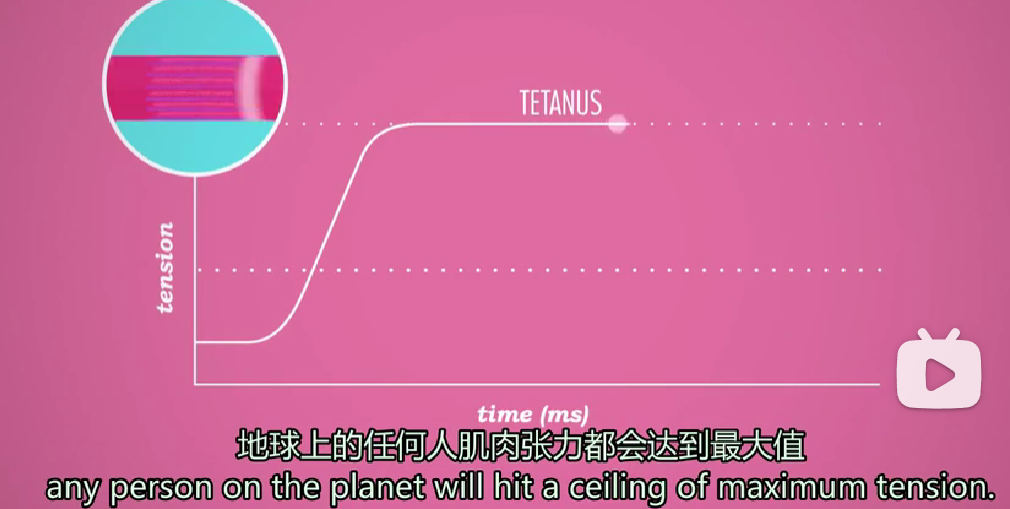 TETANUS
tension
time (ms)
地球上的任何人肌肉张力都会达到最大值
any person on the planet will hit a ceiling of maximum tension.